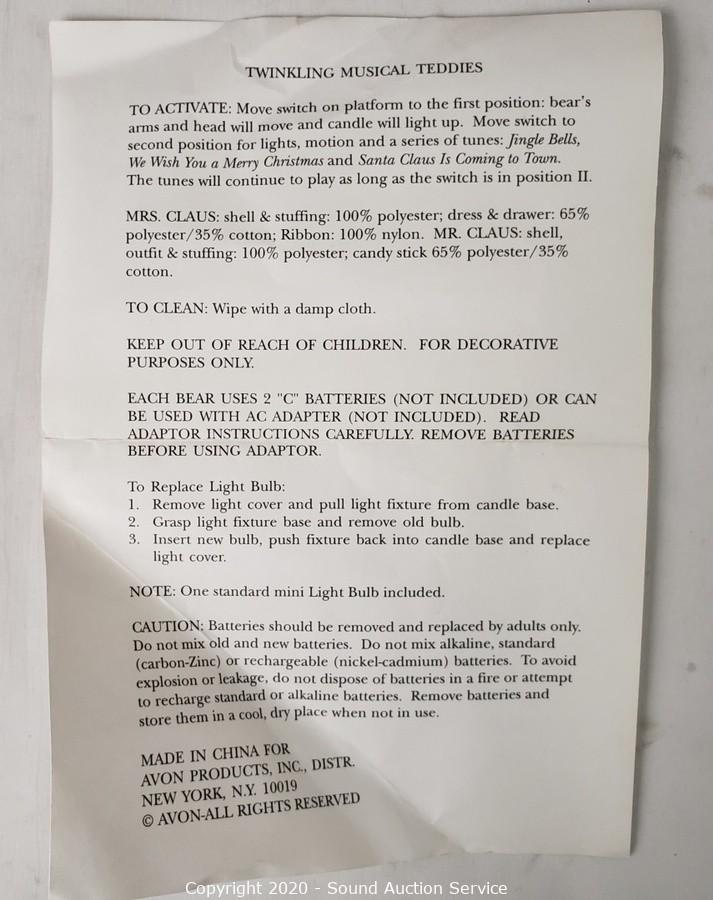 TWINKLING MUSICAL TEDDIES
TO ACTIVATE: Move switch on platform to the first position: bear's
arms and head will move and candle will light up. Move switch to
second position for lights, motion and a series of tunes: Jingle Bells,
We Wish You a Merry Christmas and Santa Claus Is Coming to Town.
The tunes will continue to play as long as the switch is in position II.
MRS. CLAUS: shell & stuffing: 100% polyester; dress & drawer: 65%
polyester/35% cotton; Ribbon: 100% nylon. MR. CLAUS: shell,
outfit & stuffing: 100% polyester; candy stick 65% polyester/35%
cotton.
TO CLEAN: Wipe with a damp cloth.
KEEP OUT OF REACH OF CHILDREN. FOR DECORATIVE
PURPOSES ONLY.
EACH BEAR USES 2 "C" BATTERIES (NOT INCLUDED) OR CAN
BE USED WITH AC ADAPTER (NOT INCLUDED). READ
ADAPTOR INSTRUCTIONS CAREFULLY. REMOVE BATTERIES
BEFORE USING ADAPTOR.
To Replace Light Bulb:
1. Remove light cover and pull light fixture from candle base.
2. Grasp light fixture base and remove old bulb.
3. Insert new bulb, push fixture back into candle base and replace
light cover.
NOTE: One standard mini Light Bulb included.
CAUTION: Batteries should be removed and replaced by adults only.
Do not mix old and new batteries. Do not mix alkaline, standard
(carbon-Zinc) or rechargeable (nickel-cadmium) batteries. To avoid
explosion or leakage, do not dispose of batteries in a fire or attempt
to recharge standard or alkaline batteries. Remove batteries and
store them in a cool, dry place when not in use.
MADE IN CHINA FOR
AVON PRODUCTS, INC., DISTR.
NEW YORK, N.Y. 10019
© AVON-ALL RIGHTS RESERVED
Copyright 2020 - Sound Auction Service